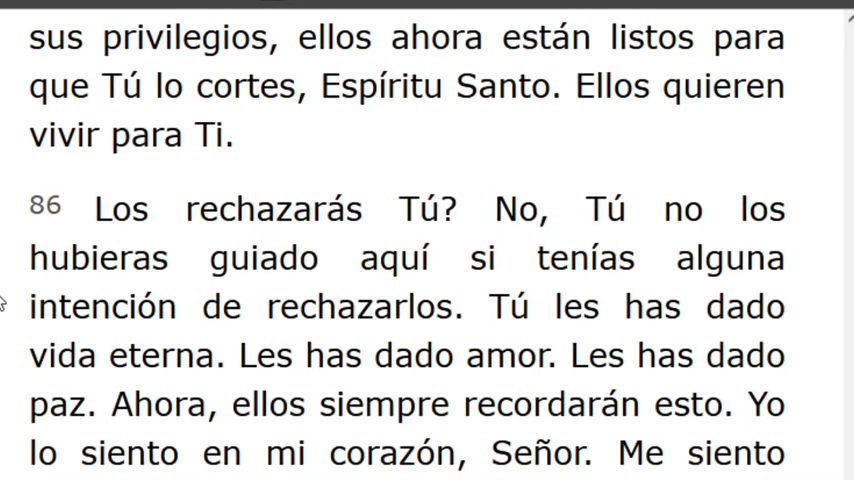 sus privilegios, ellos ahora están listos para
que Tú lo cortes, Espíritu Santo. Ellos quieren
vivir para Ti.
86 Los rechazarás Tú? No, Tú no los
hubieras guiado aquí si tenías alguna
intención de rechazarlos. Tú les has dado
vida eterna. Les has dado amor. Les has dado
paz. Ahora, ellos siempre recordarán esto. Yo
lo siento en mi corazón, Señor. Me siento